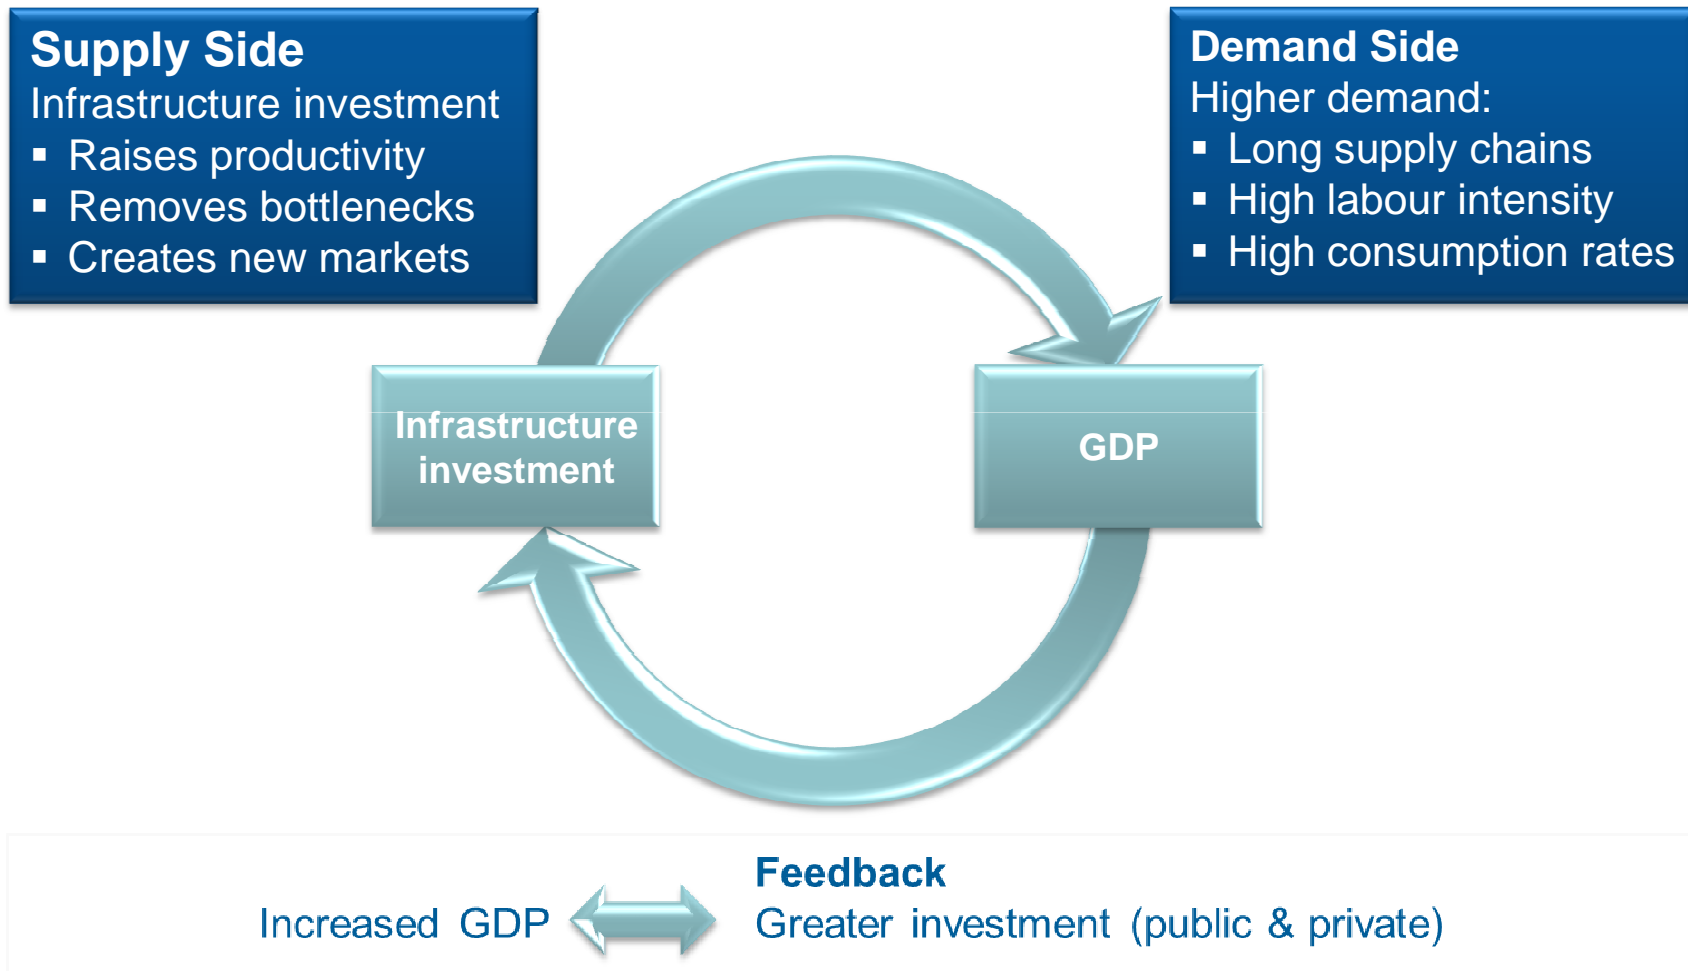 Supply Side
Infrastructure investment
▪ Raises productivity
▪ Removes bottlenecks
▪ Creates new markets
Demand Side
Higher demand:
▪ Long supply chains
▪ High labour intensity
▪ High consumption rates
Infrastructure
investment
GDP
Feedback
Increased GDP
Greater investment (public & private)